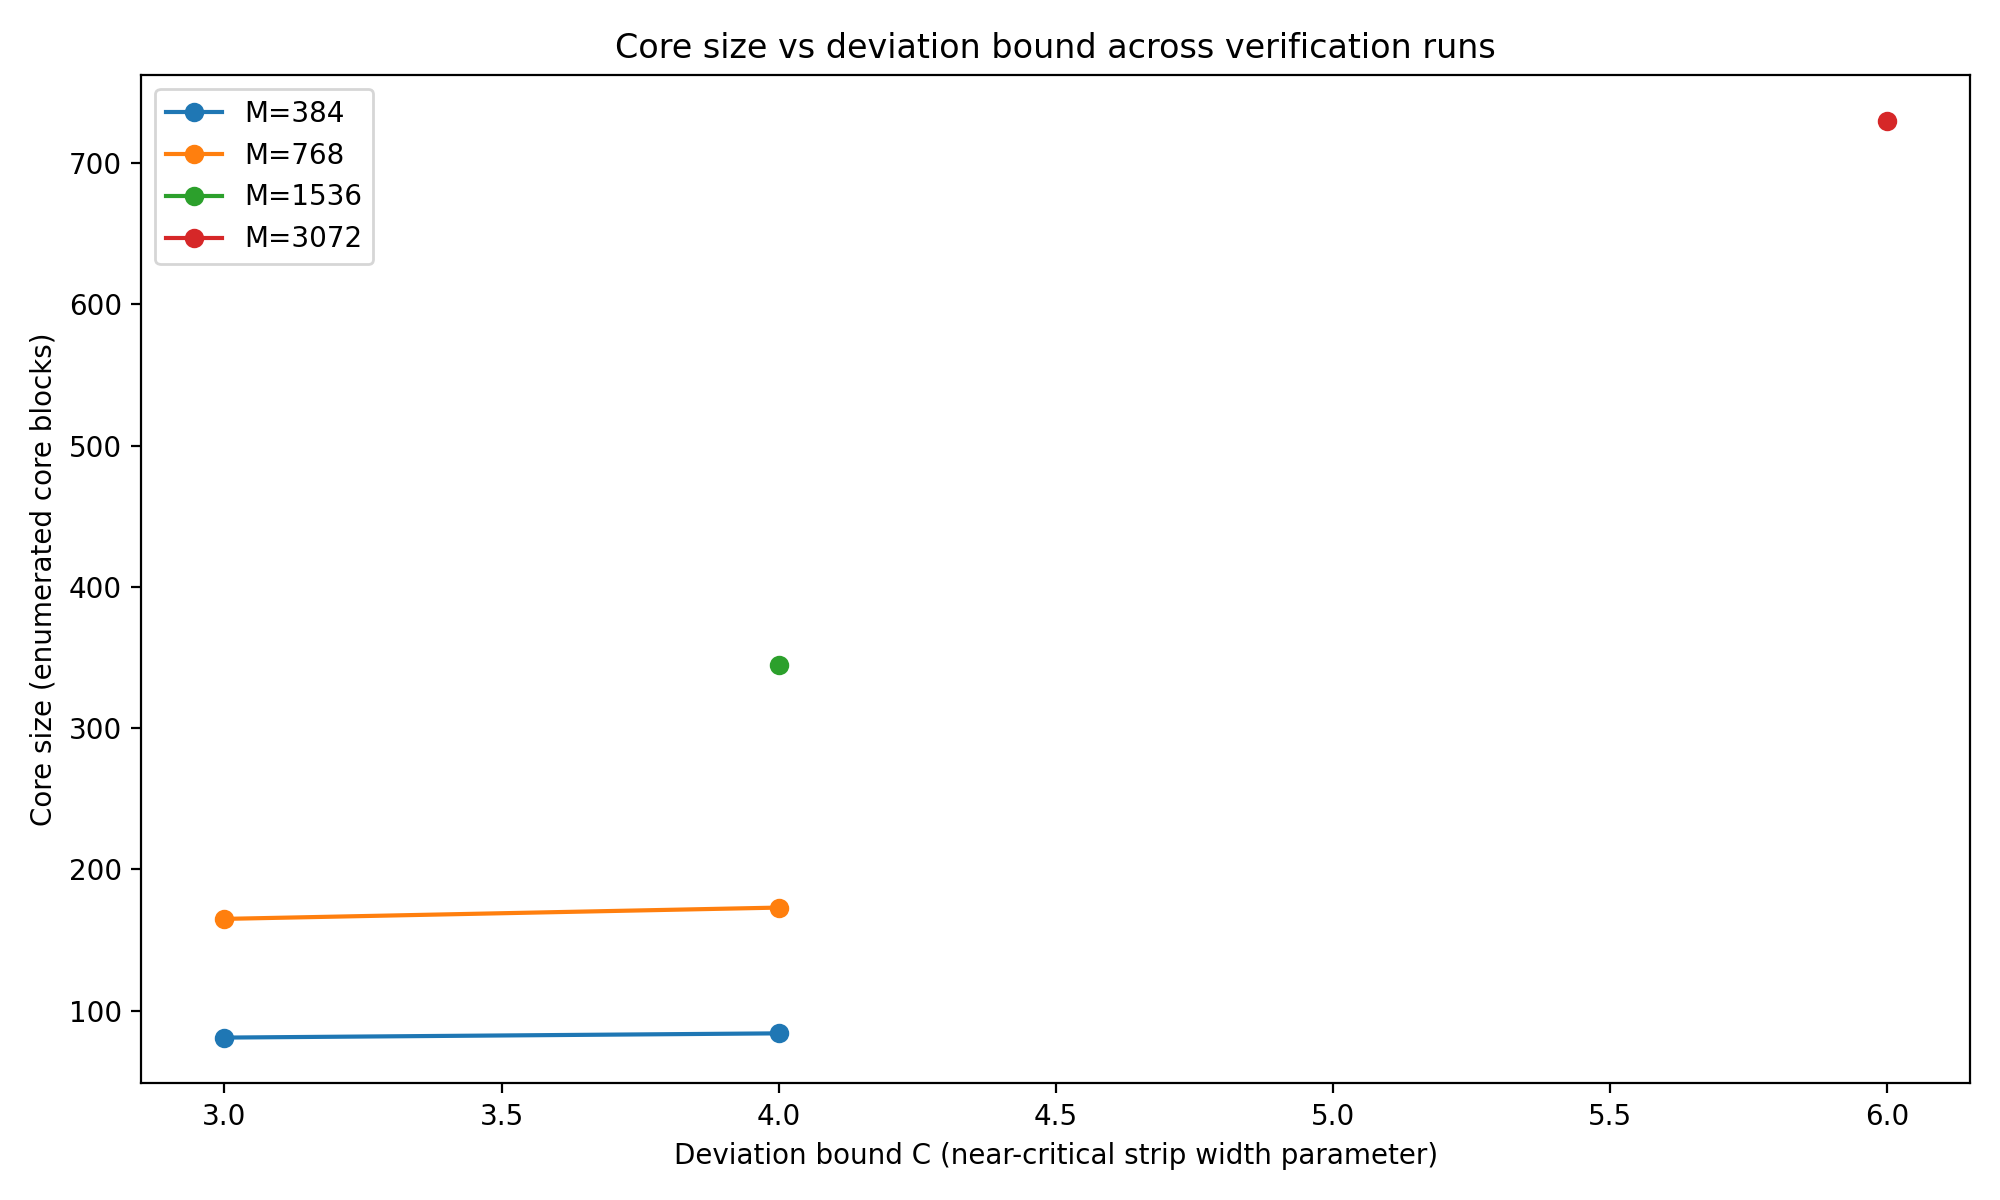 Core size vs deviation bound across verification runs
M=384
M=768
M=1536
M=3072
Core size (enumerated core blocks)
700
600
500
400
300
200
100
3.0 3.5 4.0 4.5 5.0 5.5 6.0
Deviation bound C (near-critical strip width parameter)